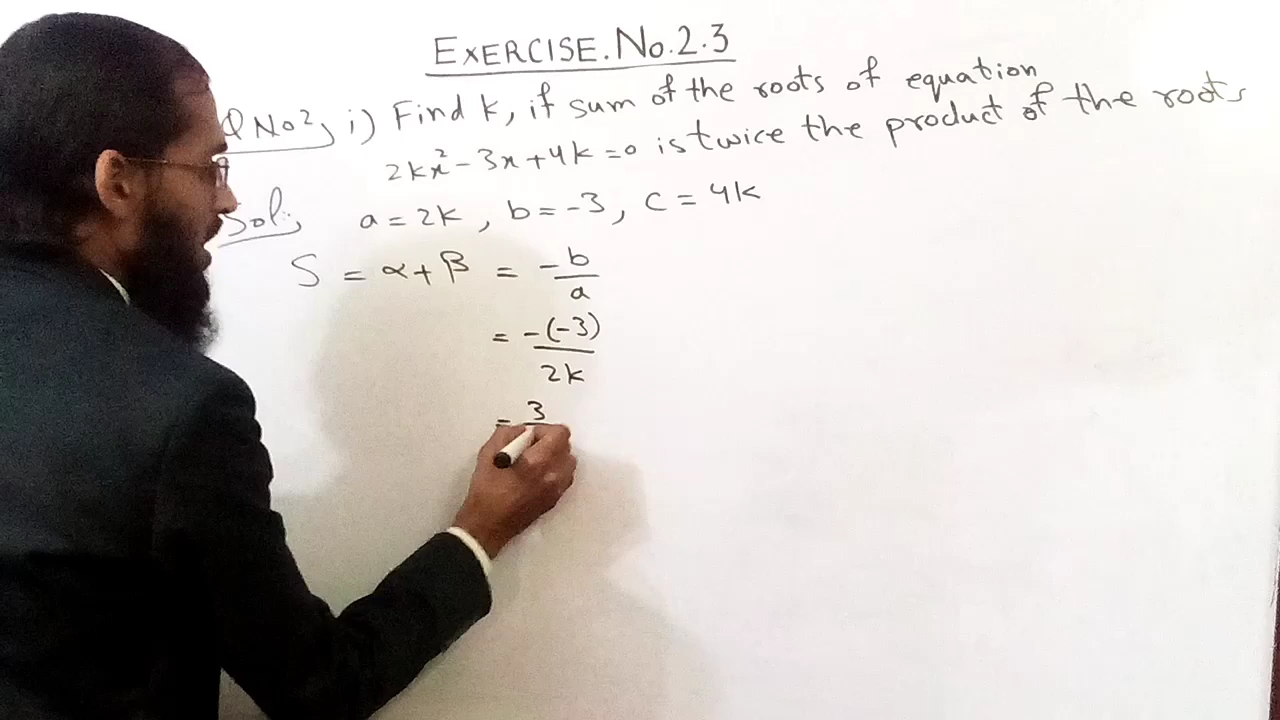 EXERCISE.No.2.3
Q No 2, i) Find k, if sum of the roots of equation
2kx² - 3x + 4k = 0 is twice the product of the roots
Sol; a = 2k , b = -3 , c = 4k
S = α + β = -b/a
= -(-3)/2k
= 3